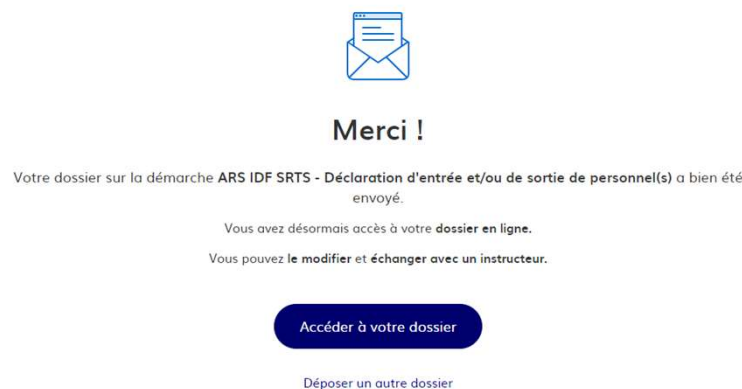 Merci !
Votre dossier sur la démarche ARS IDF SRTS - Déclaration d'entrée et/ou de sortie de personnel(s) a bien été
envoyé.
Vous avez désormais accès à votre dossier en ligne.
Vous pouvez le modifier et échanger avec un instructeur.
Accéder à votre dossier
Déposer un autre dossier